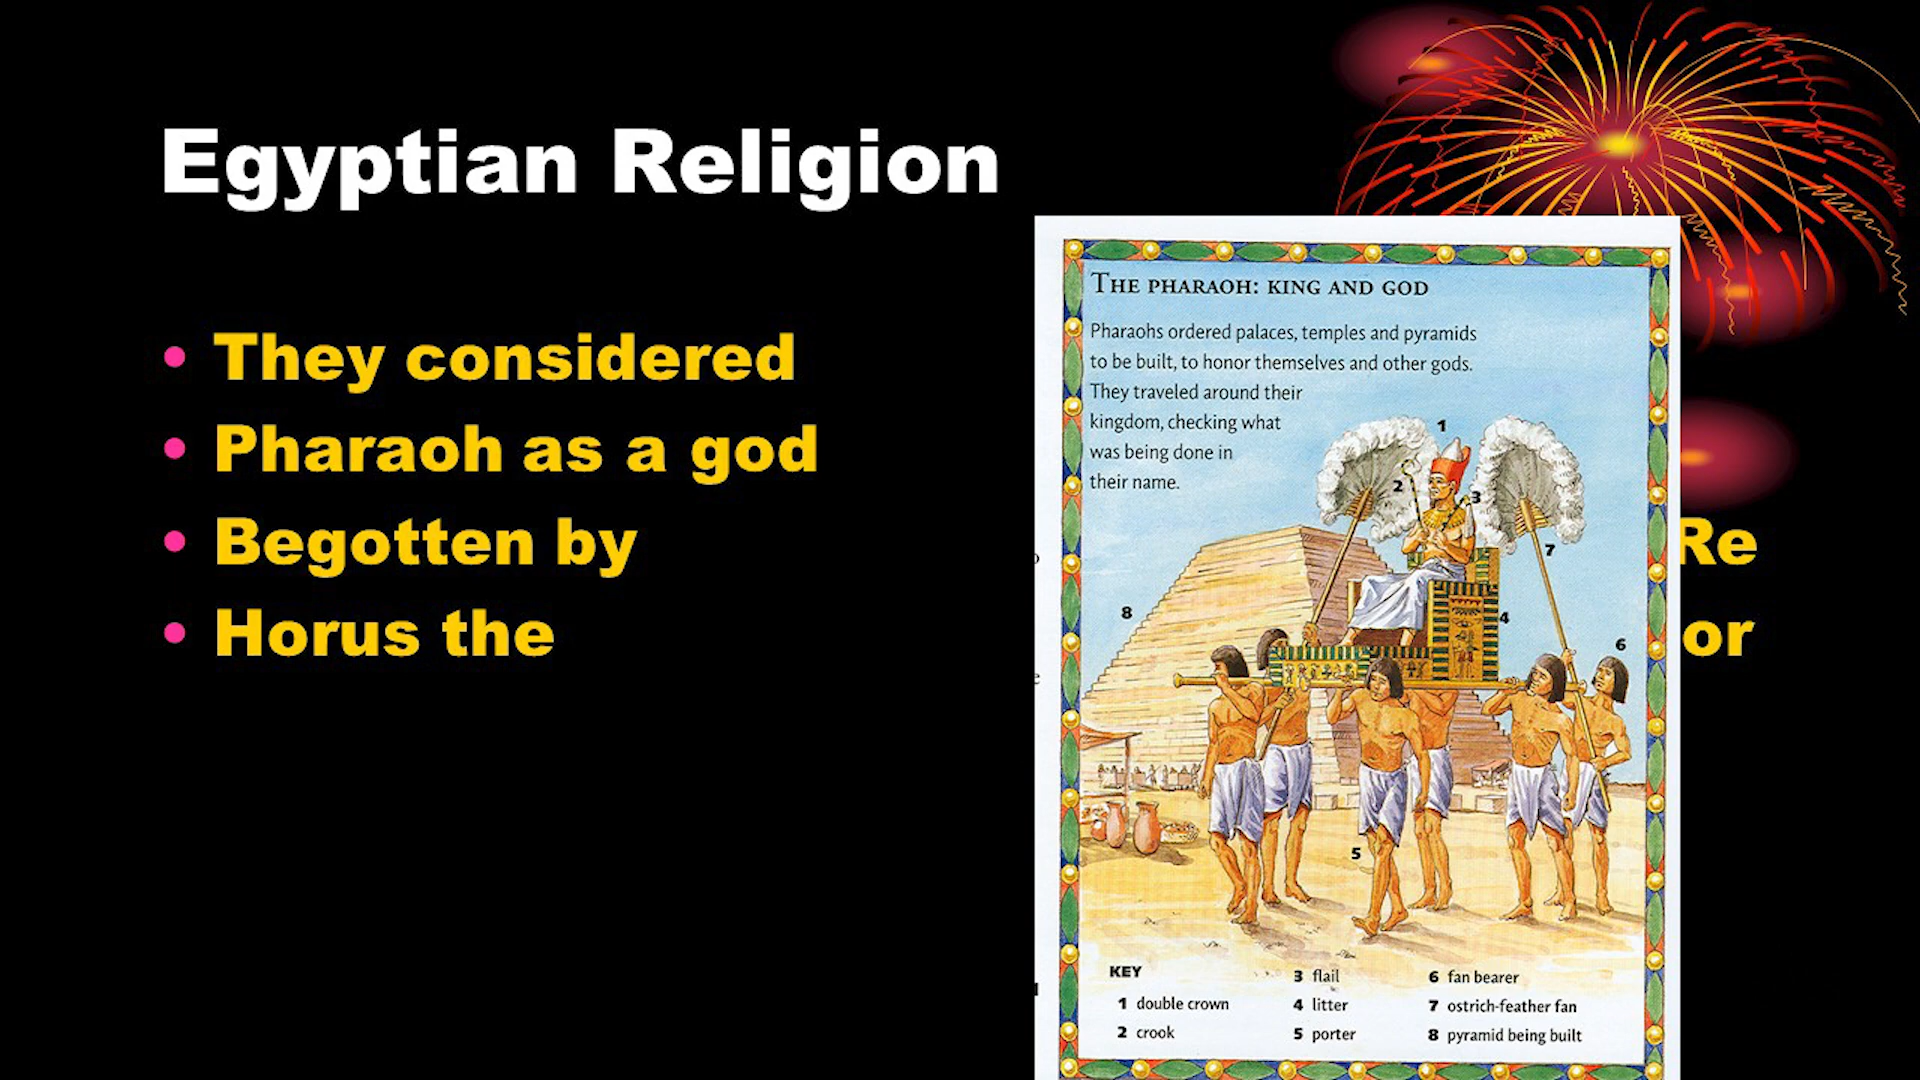 Egyptian Religion
• They considered
• Pharaoh as a god
• Begotten by Re
• Horus the or
THE PHARAOH: KING AND GOD
Pharaohs ordered palaces, temples and pyramids
to be built, to honor themselves and other gods.
They traveled around their
kingdom, checking what
was being done in
their name.
1
2
3
7
4
8
6
5
KEY
1 double crown
2 crook
3 flail
4 litter
5 porter
6 fan bearer
7 ostrich-feather fan
8 pyramid being built